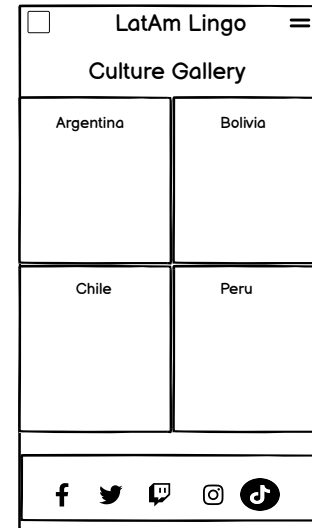 LatAm Lingo
Culture Gallery
Argentina
Bolivia
Chile
Peru